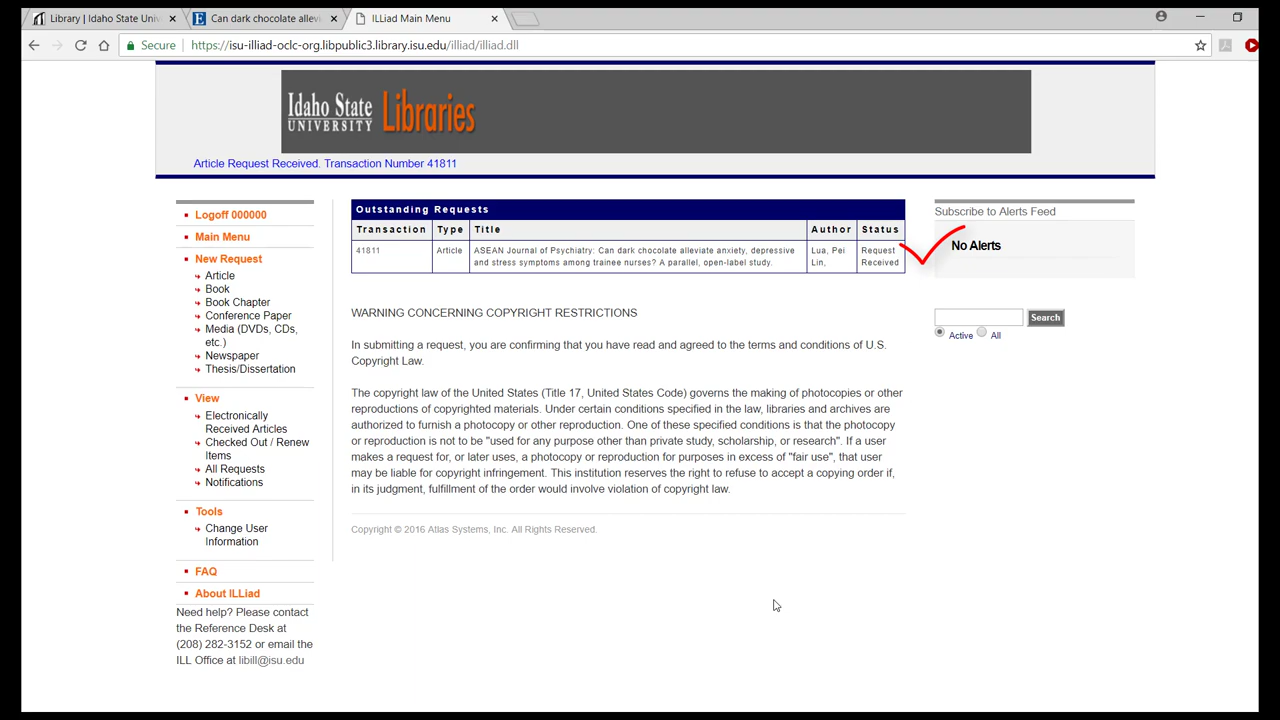 Library | Idaho State Univ
Can dark chocolate allevi
ILLiad Main Menu
Secure
https://isu-illiad-oclc-org.libpublic3.library.isu.edu/illiad/illiad.dll
Idaho State
UNIVERSITY
Libraries
Article Request Received. Transaction Number 41811
Logoff 000000
Main Menu
New Request
Article
Book
Book Chapter
Conference Paper
Media (DVDs, CDs,
etc.)
Newspaper
Thesis/Dissertation
View
Electronically
Received Articles
Checked Out / Renew
Items
All Requests
Notifications
Tools
Change User
Information
FAQ
About ILLiad
Need help? Please contact
the Reference Desk at
(208) 282-3152 or email the
ILL Office at libill@isu.edu
Outstanding Requests
Transaction Type Title Author Status
41811 Article ASEAN Journal of Psychiatry: Can dark chocolate alleviate anxiety, depressive Lua, Pei Request
and stress symptoms among trainee nurses? A parallel, open-label study. Lin, Received
WARNING CONCERNING COPYRIGHT RESTRICTIONS
In submitting a request, you are confirming that you have read and agreed to the terms and conditions of U.S.
Copyright Law.
The copyright law of the United States (Title 17, United States Code) governs the making of photocopies or other
reproductions of copyrighted materials. Under certain conditions specified in the law, libraries and archives are
authorized to furnish a photocopy or other reproduction. One of these specified conditions is that the photocopy
or reproduction is not to be "used for any purpose other than private study, scholarship, or research". If a user
makes a request for, or later uses, a photocopy or reproduction for purposes in excess of "fair use", that user
may be liable for copyright infringement. This institution reserves the right to refuse to accept a copying order if,
in its judgment, fulfillment of the order would involve violation of copyright law.
Copyright © 2016 Atlas Systems, Inc. All Rights Reserved.
Subscribe to Alerts Feed
No Alerts
Search
Active All